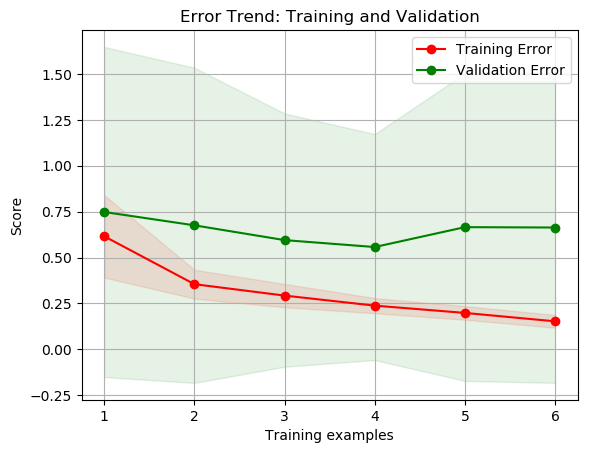 Error Trend: Training and Validation
Training Error
Validation Error
Score
1.50
1.25
1.00
0.75
0.50
0.25
0.00
−0.25
1 2 3 4 5 6
Training examples